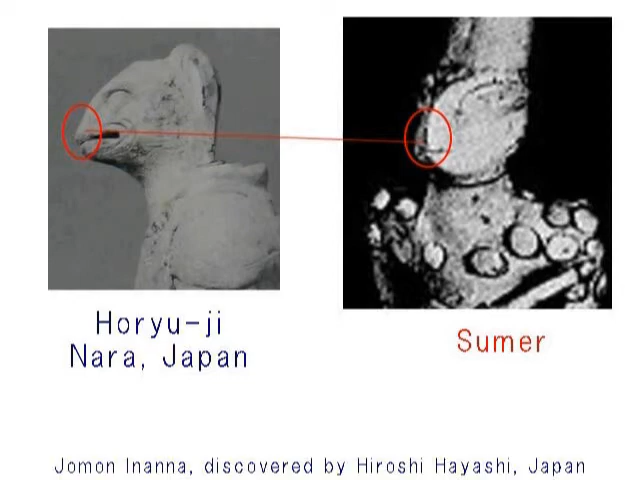 Horyu-ji
Nara, Japan
Sumer
Jomon Inanna, discovered by Hiroshi Hayashi, Japan